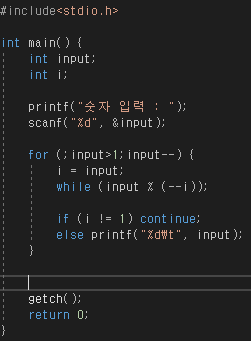 #include<stdio.h>
int main() {
int input;
int i;
printf("숫자 입력 : ");
scanf("%d", &input);
for (;input>1;input--) {
i = input;
while (input % (--i));
if (i != 1) continue;
else printf("%d₩t", input);
}
getch();
return 0;
}